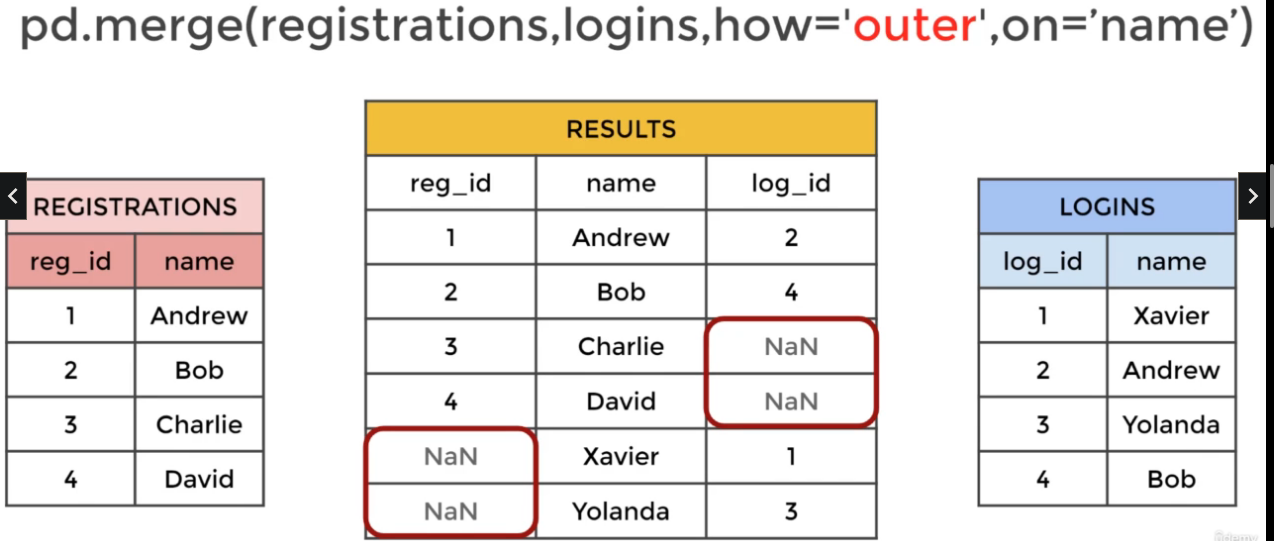 pd.merge(registrations,logins,how='outer',on=’name’)
REGISTRATIONS
reg_id name
1 Andrew
2 Bob
3 Charlie
4 David
RESULTS
reg_id name log_id
1 Andrew 2
2 Bob 4
3 Charlie NaN
4 David NaN
NaN Xavier 1
NaN Yolanda 3
LOGINS
log_id name
1 Xavier
2 Andrew
3 Yolanda
4 Bob